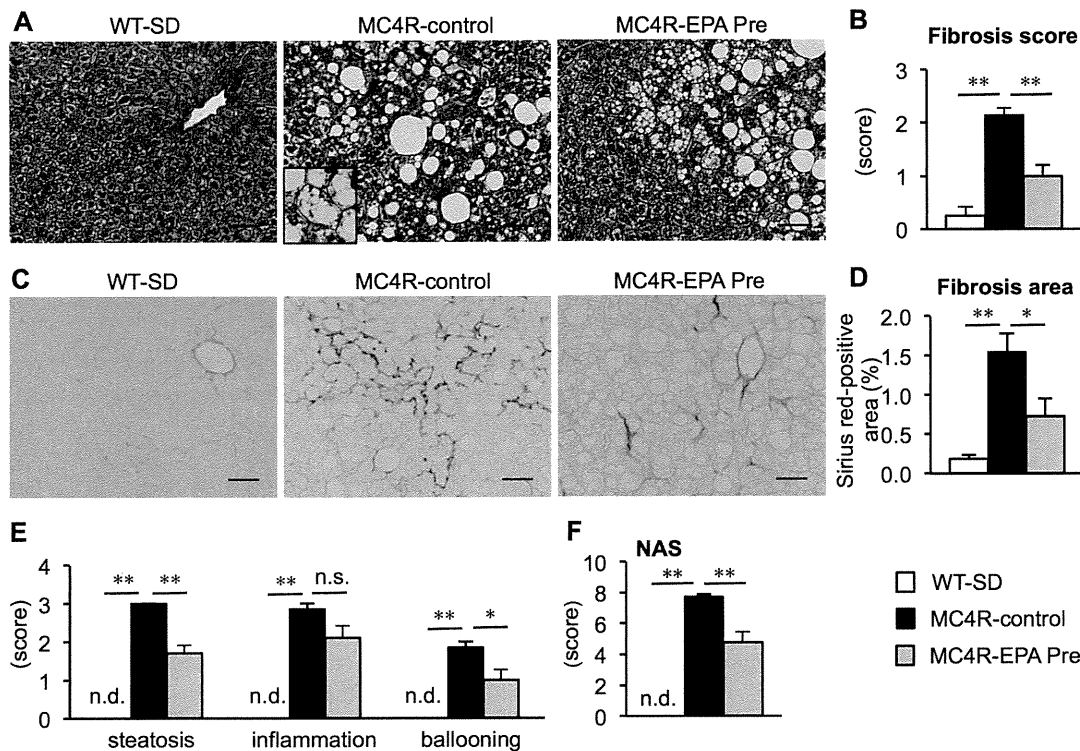 A
WT-SD
MC4R-control
MC4R-EPA Pre
B
Fibrosis score
(score)
3
2
1
0
**
**
C
WT-SD
MC4R-control
MC4R-EPA Pre
D
Fibrosis area
Sirius red-positive
area (%)
2.0
1.5
1.0
0.5
0.0
**
*
E
(score)
4
3
2
1
0
**
**
n.d.
steatosis
**
n.s.
n.d.
inflammation
**
*
n.d.
ballooning
F
NAS
(score)
10
8
6
4
2
0
**
**
n.d.
WT-SD
MC4R-control
MC4R-EPA Pre